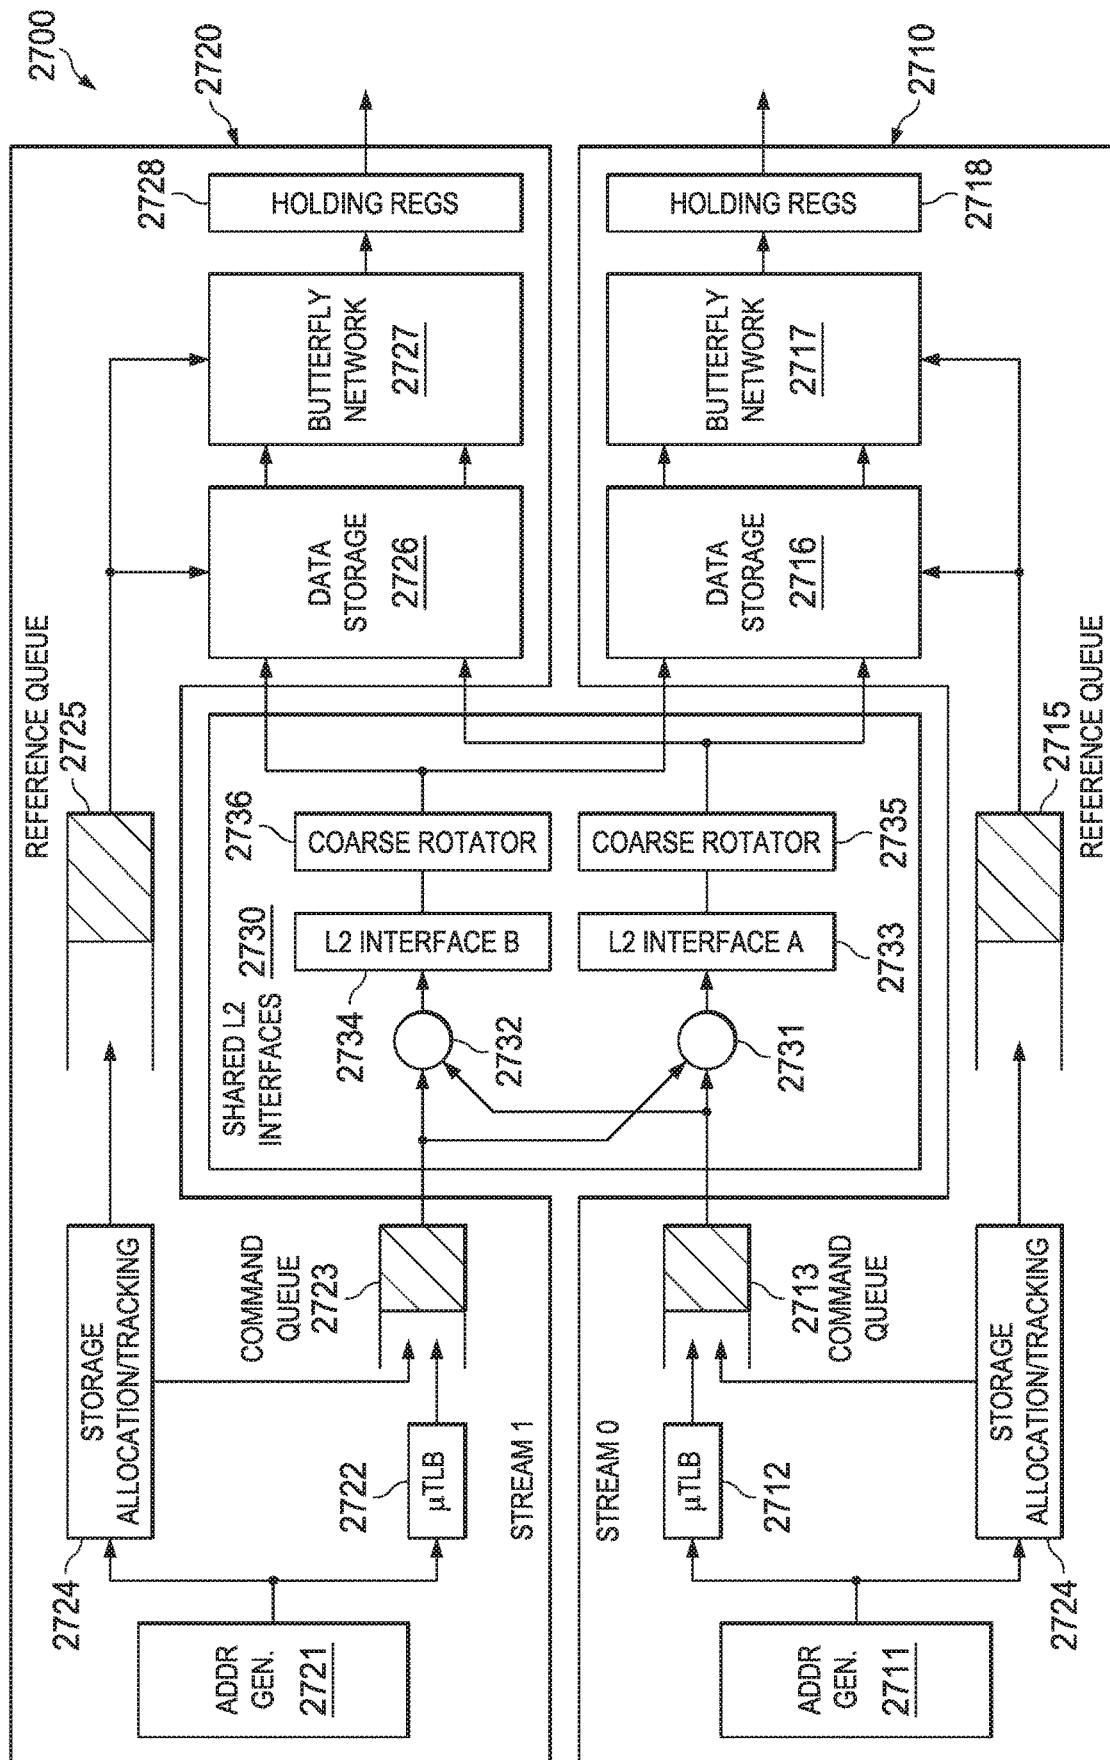 2700
2720
2710
ADDR
GEN.
2721
2724
STORAGE
ALLOCATION/TRACKING
2722
µTLB
STREAM 1
COMMAND
QUEUE
2723
REFERENCE QUEUE
2725
SHARED L2
INTERFACES
2730
2734
2732
L2 INTERFACE B
2736
COARSE ROTATOR
DATA
STORAGE
2726
BUTTERFLY
NETWORK
2727
2728
HOLDING REGS
2731
L2 INTERFACE A
2733
COARSE ROTATOR
2735
STREAM 0
ADDR
GEN.
2711
µTLB
2712
2713
COMMAND
QUEUE
STORAGE
ALLOCATION/TRACKING
2724
2715
REFERENCE QUEUE
DATA
STORAGE
2716
BUTTERFLY
NETWORK
2717
HOLDING REGS
2718